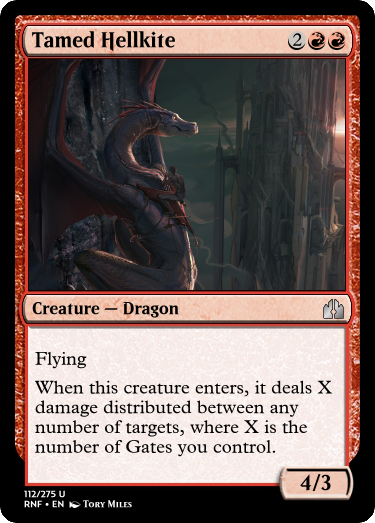 Tamed Hellkite 2
Creature — Dragon
Flying
When this creature enters, it deals X
damage distributed between any
number of targets, where X is the
number of Gates you control.
4/3
112/275 U
RNF • EN Tory Miles